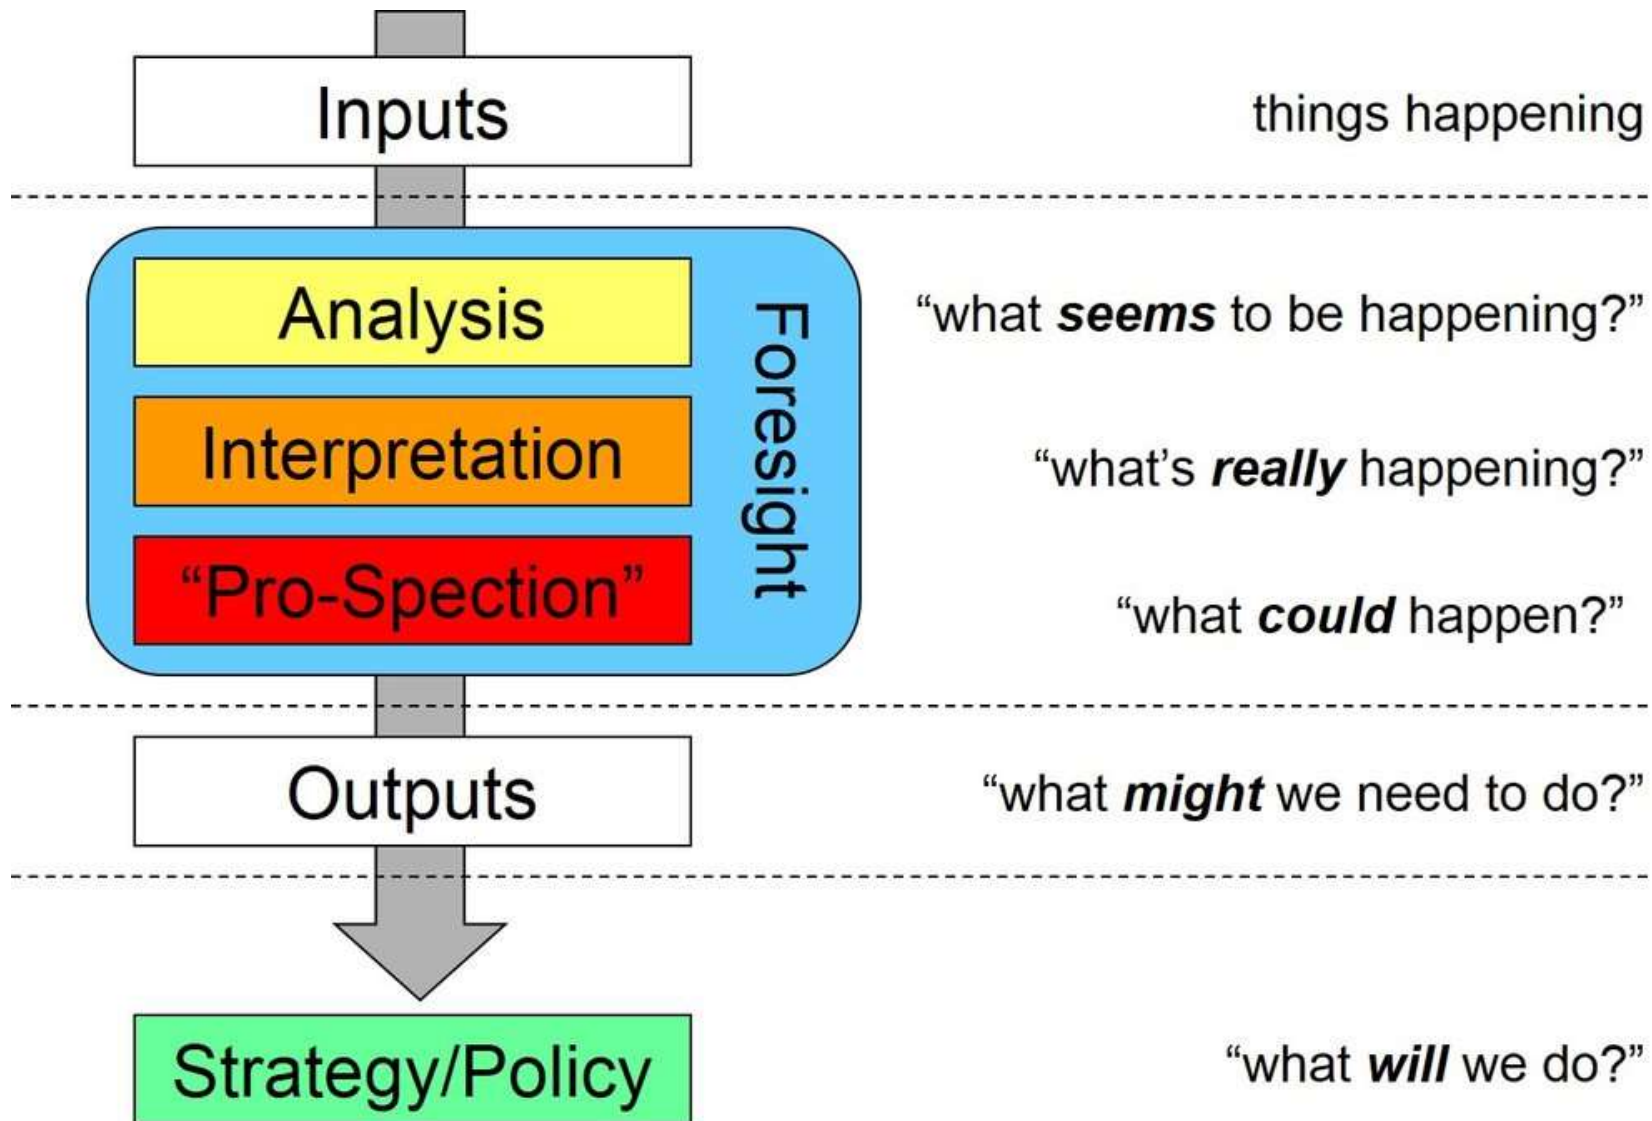 Inputs
things happening
Analysis
“what seems to be happening?”
Interpretation
“what’s really happening?”
“Pro-Spection”
“what could happen?”
Foresight
Outputs
“what might we need to do?”
Strategy/Policy
“what will we do?”